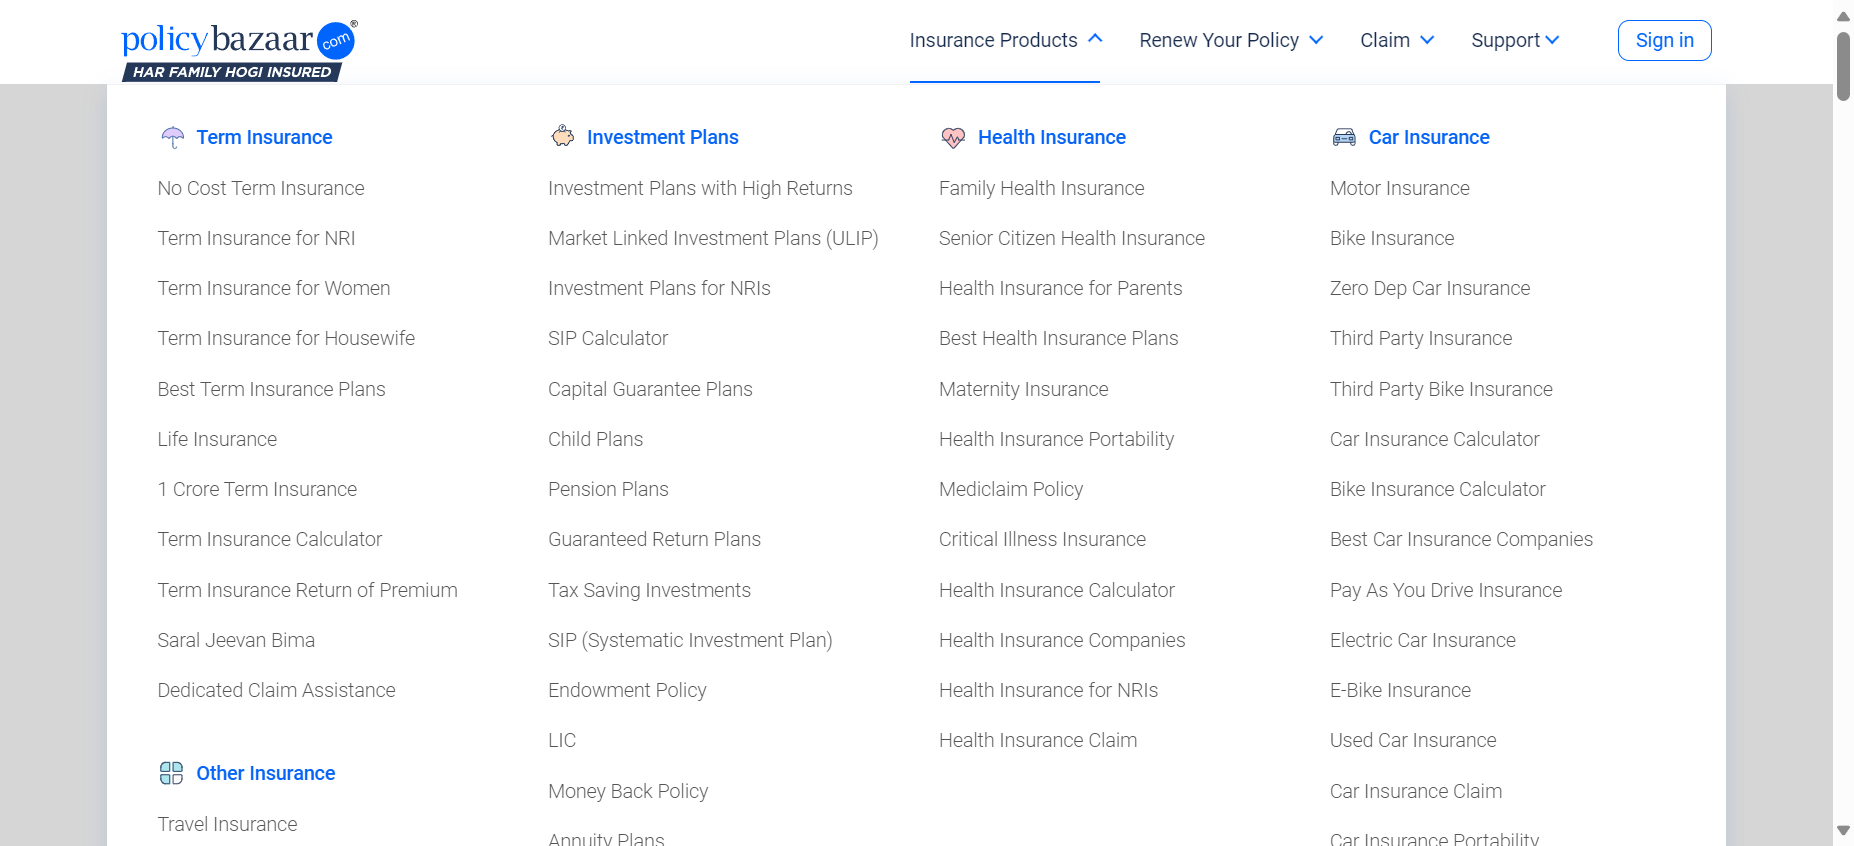 policybazaar com ®
HAR FAMILY HOGI INSURED
Insurance Products
Renew Your Policy
Claim
Support
Sign in
Term Insurance
No Cost Term Insurance
Term Insurance for NRI
Term Insurance for Women
Term Insurance for Housewife
Best Term Insurance Plans
Life Insurance
1 Crore Term Insurance
Term Insurance Calculator
Term Insurance Return of Premium
Saral Jeevan Bima
Dedicated Claim Assistance
Other Insurance
Travel Insurance
Investment Plans
Investment Plans with High Returns
Market Linked Investment Plans (ULIP)
Investment Plans for NRIs
SIP Calculator
Capital Guarantee Plans
Child Plans
Pension Plans
Guaranteed Return Plans
Tax Saving Investments
SIP (Systematic Investment Plan)
Endowment Policy
LIC
Money Back Policy
Annuity Plans
Health Insurance
Family Health Insurance
Senior Citizen Health Insurance
Health Insurance for Parents
Best Health Insurance Plans
Maternity Insurance
Health Insurance Portability
Mediclaim Policy
Critical Illness Insurance
Health Insurance Calculator
Health Insurance Companies
Health Insurance for NRIs
Health Insurance Claim
Car Insurance
Motor Insurance
Bike Insurance
Zero Dep Car Insurance
Third Party Insurance
Third Party Bike Insurance
Car Insurance Calculator
Bike Insurance Calculator
Best Car Insurance Companies
Pay As You Drive Insurance
Electric Car Insurance
E-Bike Insurance
Used Car Insurance
Car Insurance Claim
Car Insurance Portability